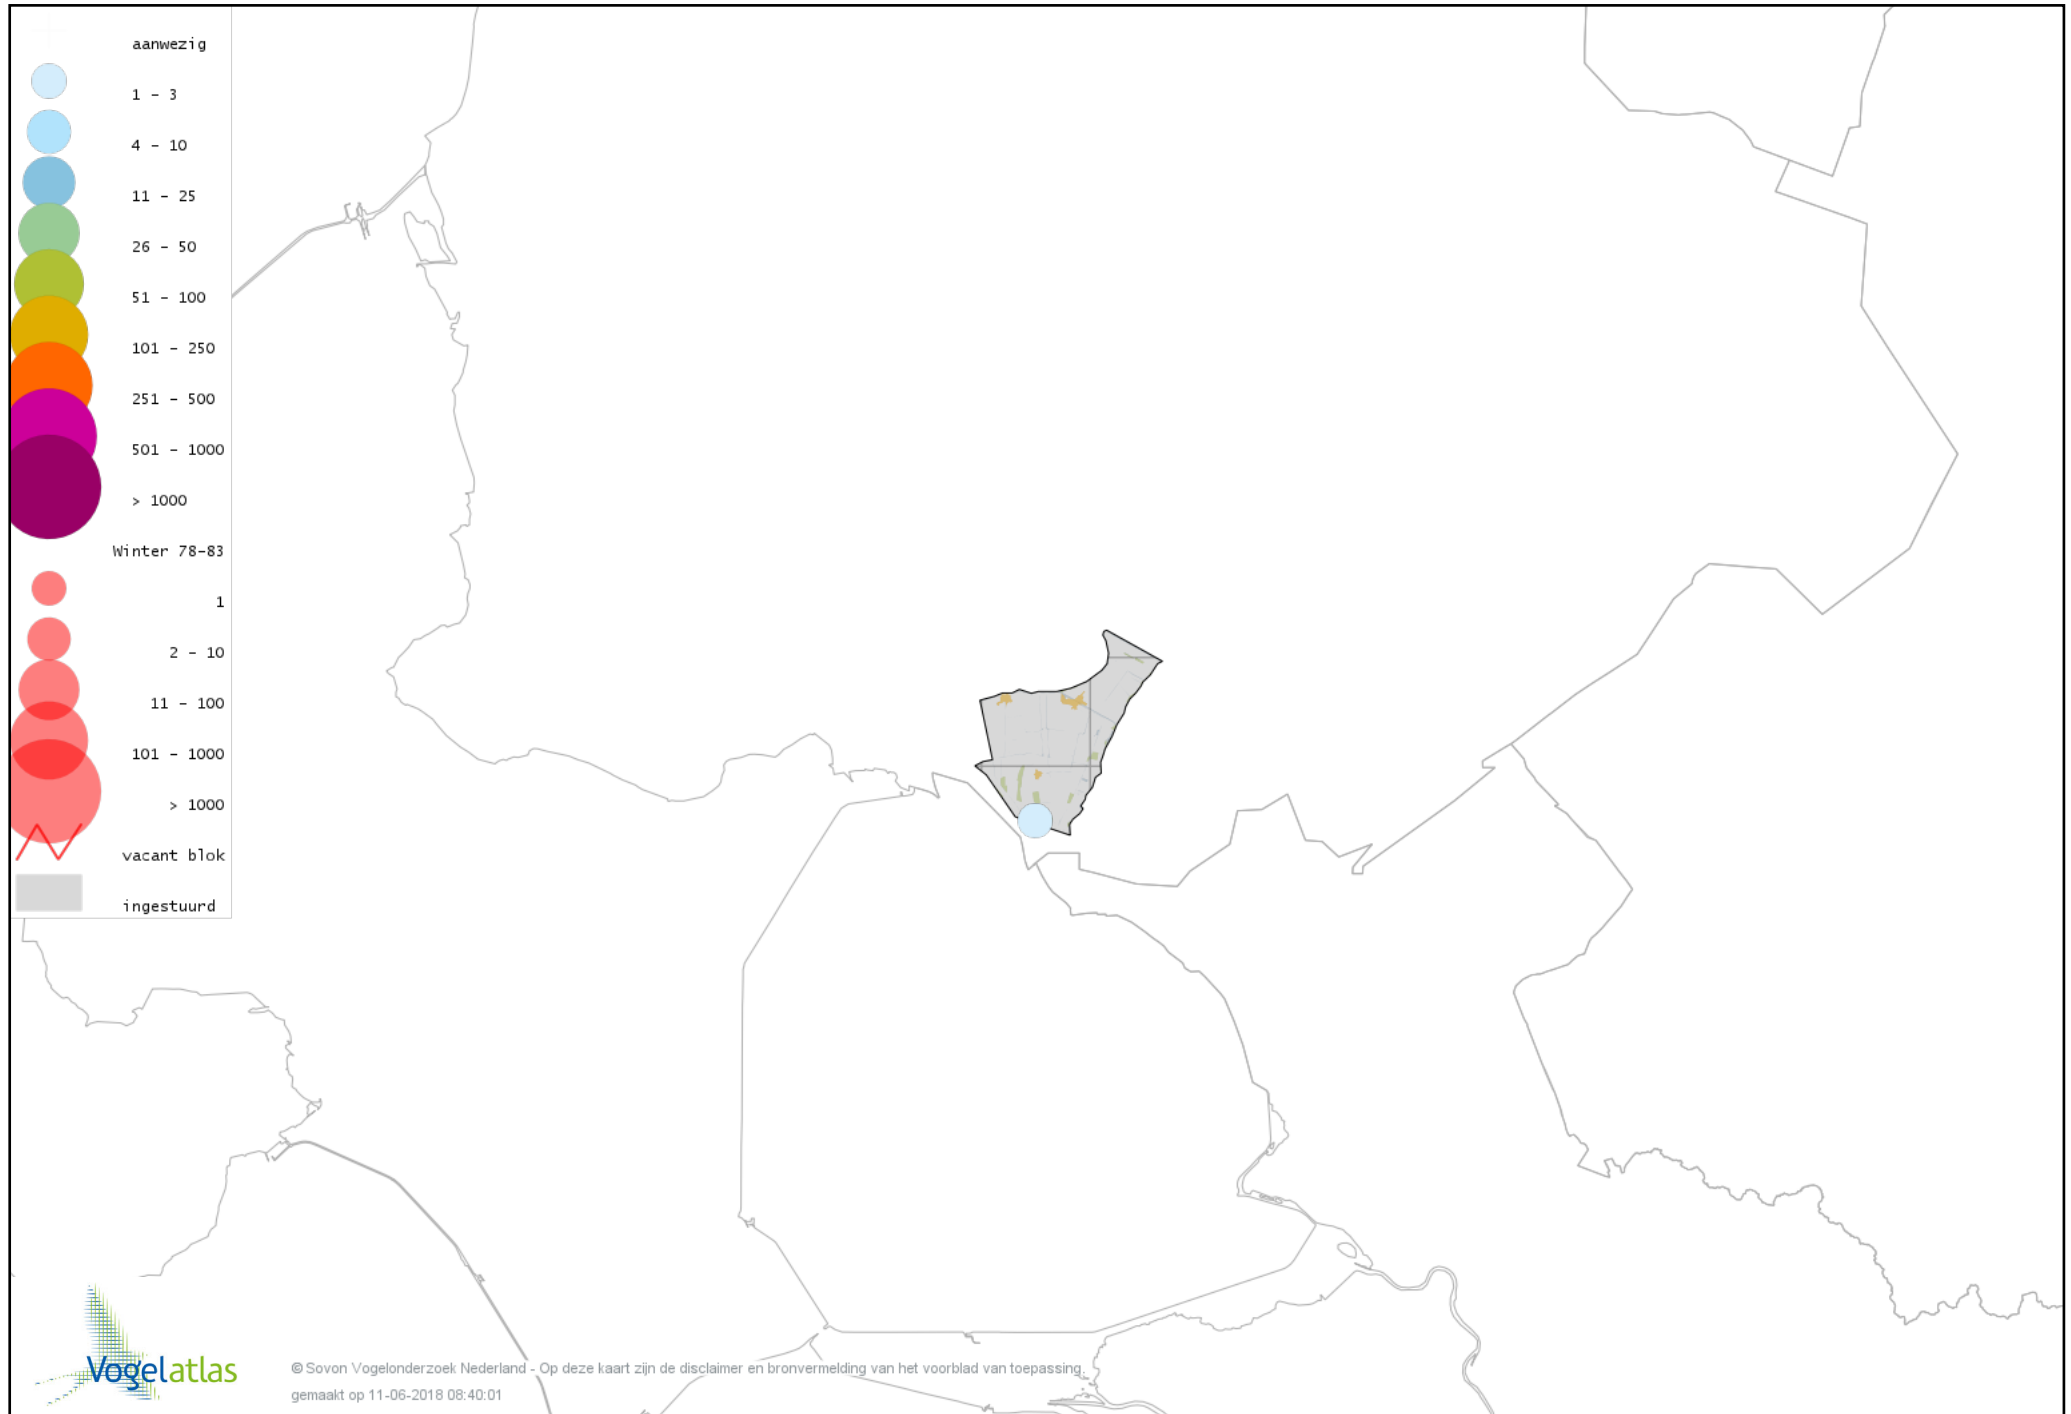 aanwezig
1 - 3
4 - 10
11 - 25
26 - 50
51 - 100
101 - 250
251 - 500
501 - 1000
> 1000
Winter 78-83
1
2 - 10
11 - 100
101 - 1000
> 1000
vacant blok
ingestuurd
Vogelatlas
© Sovon Vogelonderzoek Nederland - Op deze kaart zijn de disclaimer en bronvermelding van het voorblad van toepassing.
gemaakt op 11-06-2018 08:40:01